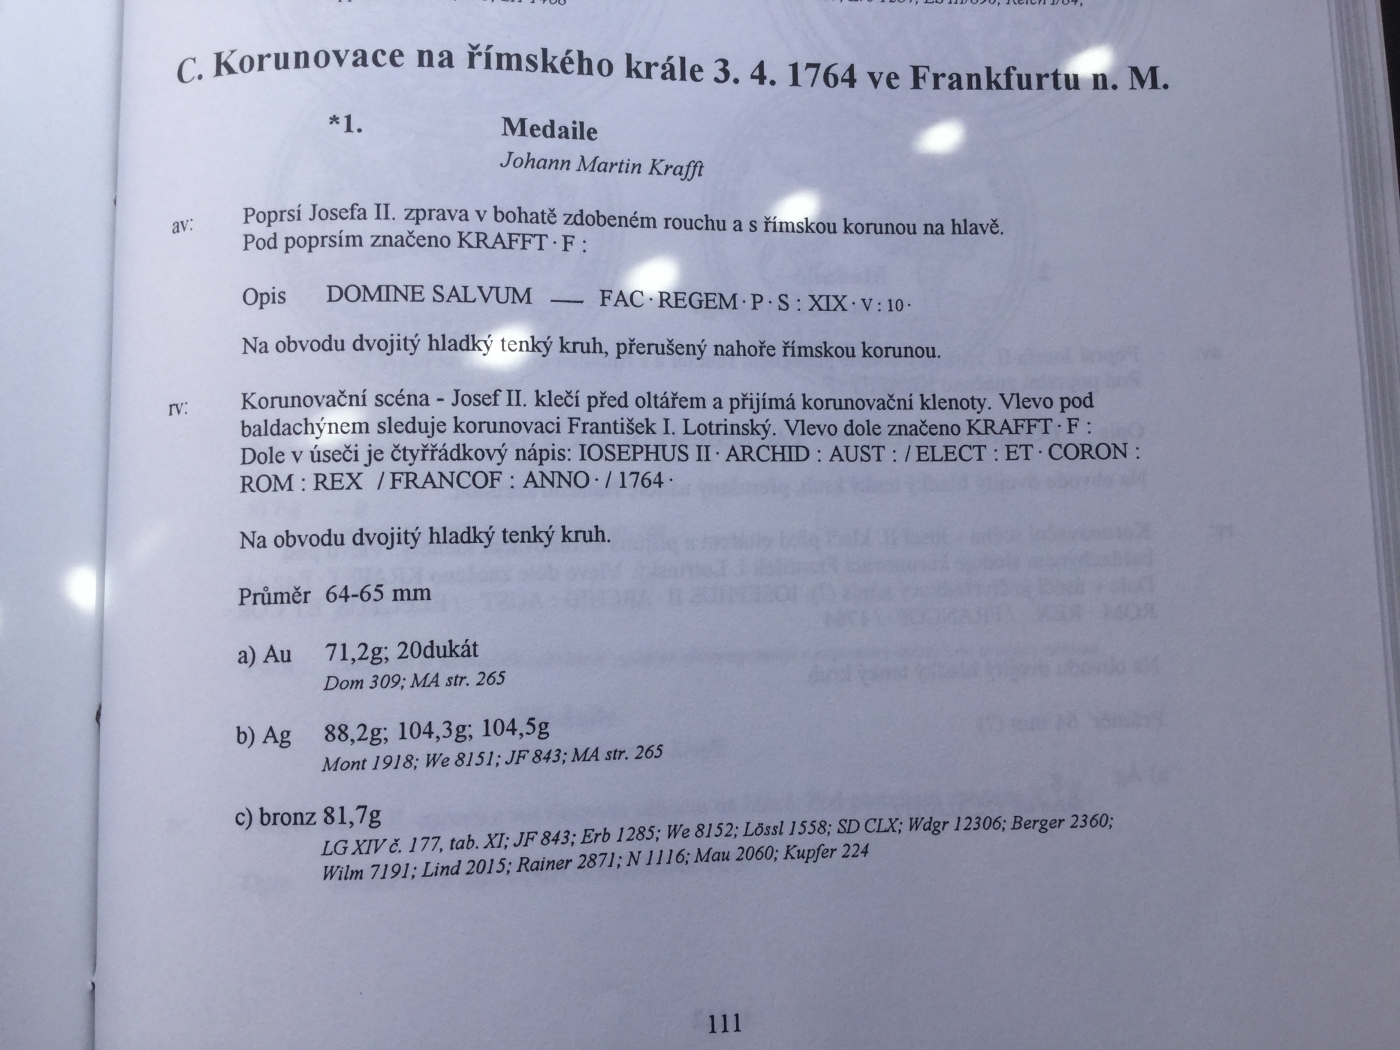 C. Korunovace na římského krále 3. 4. 1764 ve Frankfurtu n. M.
*1. Medaile
Johann Martin Krafft
av: Poprsí Josefa II. zprava v bohatě zdobeném rouchu a s římskou korunou na hlavě.
Pod poprsím značeno KRAFFT · F :
Opis DOMINE SALVUM — FAC · REGEM · P · S : XIX · V : 10 ·
Na obvodu dvojitý hladký tenký kruh, přerušený nahoře římskou korunou.
rv: Korunovační scéna - Josef II. klečí před oltářem a přijímá korunovační klenoty. Vlevo pod
baldachýnem sleduje korunovaci František I. Lotrinský. Vlevo dole značeno KRAFFT · F :
Dole v úseči je čtyřřádkový nápis: IOSEPHUS II · ARCHID : AUST : / ELECT : ET · CORON :
ROM : REX / FRANCOF : ANNO · / 1764 ·
Na obvodu dvojitý hladký tenký kruh.
Průměr 64-65 mm
a) Au 71,2g; 20dukát
Dom 309; MA str. 265
b) Ag 88,2g; 104,3g; 104,5g
Mont 1918; We 8151; JF 843; MA str. 265
c) bronz 81,7g
LG XIV č. 177, tab. XI; JF 843; Erb 1285; We 8152; Lössl 1558; SD CLX; Wdgr 12306; Berger 2360;
Wilm 7191; Lind 2015; Rainer 2871; N 1116; Mau 2060; Kupfer 224
111